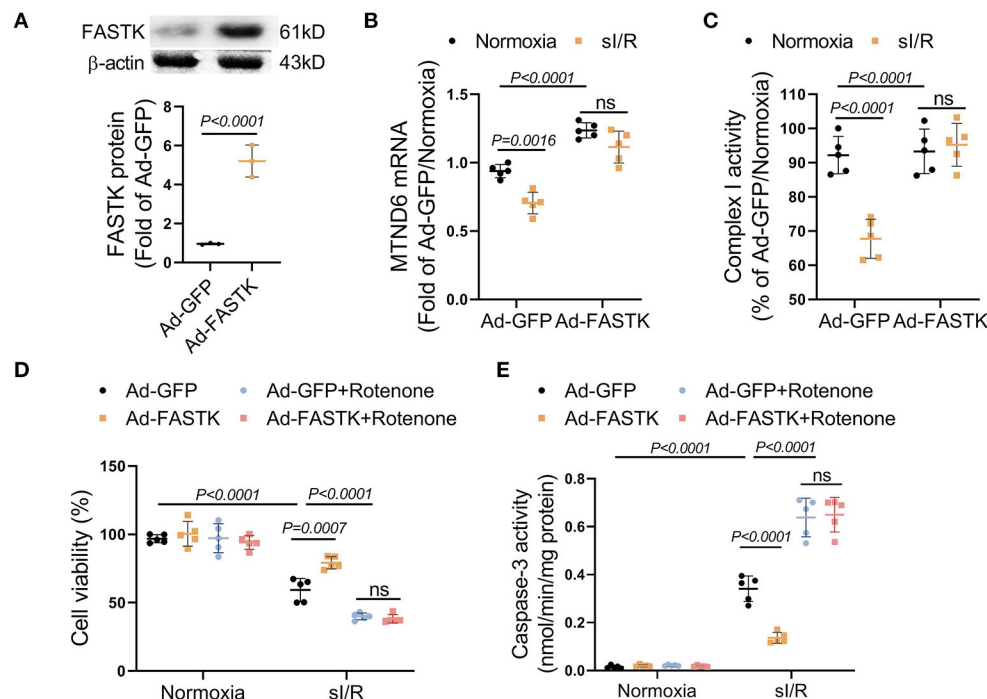 A
FASTK 61kD
β-actin 43kD
FASTK protein
(Fold of Ad-GFP)
P<0.0001
8
6
4
2
0
Ad-GFP
Ad-FASTK
B
Normoxia sI/R
MTND6 mRNA
(Fold of Ad-GFP/Normoxia)
P<0.0001
ns
P=0.0016
1.5
1.0
0.5
0.0
Ad-GFP Ad-FASTK
C
Normoxia sI/R
Complex I activity
(% of Ad-GFP/Normoxia)
P<0.0001
P<0.0001
ns
110
100
90
80
70
60
50
Ad-GFP Ad-FASTK
D
Ad-GFP Ad-GFP+Rotenone
Ad-FASTK Ad-FASTK+Rotenone
Cell viability (%)
P<0.0001 P<0.0001
P=0.0007
ns
150
100
50
0
Normoxia sI/R
E
Ad-GFP Ad-GFP+Rotenone
Ad-FASTK Ad-FASTK+Rotenone
Caspase-3 activity
(nmol/min/mg protein)
P<0.0001 P<0.0001
ns
P<0.0001
0.8
0.6
0.4
0.2
0.0
Normoxia sI/R